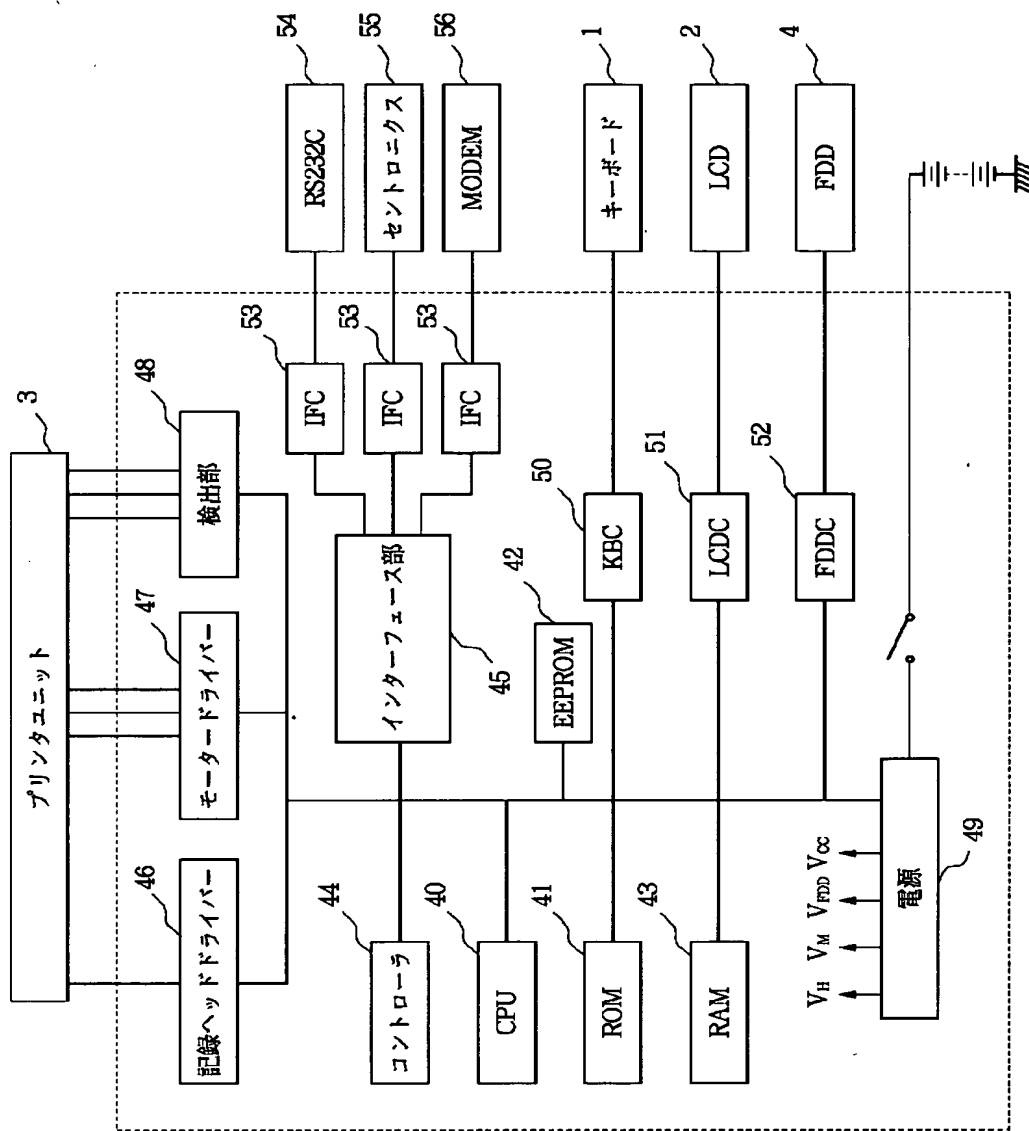 プリンタユニット
3
記録ヘッドドライバー
46
モータードライバー
47
検出部
48
コントローラ
44
インターフェース部
45
IFC
53
IFC
53
IFC
53
RS232C
54
セントロニクス
55
MODEM
56
CPU
40
EEPROM
42
ROM
41
KBC
50
キーボード
1
RAM
43
LCDC
51
LCD
2
FDDC
52
FDD
4
VH VM VFDD VCC
電源
49